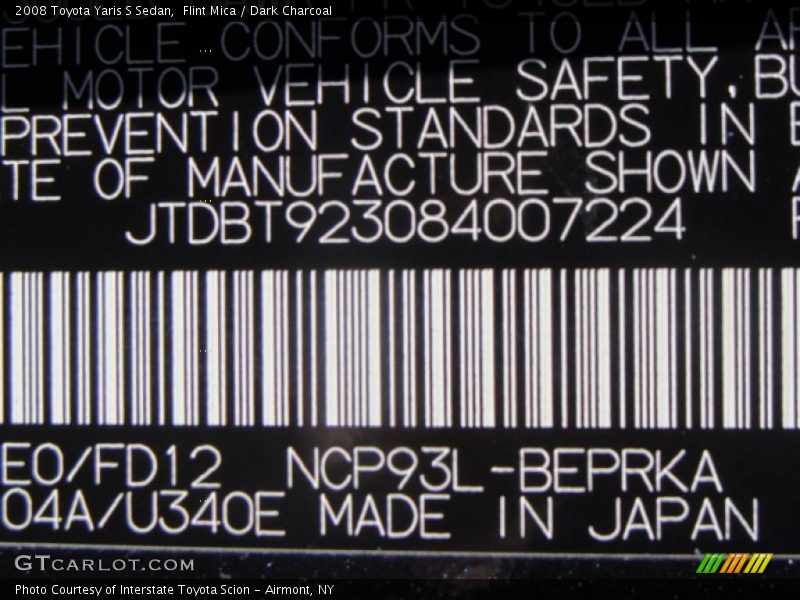 2008 Toyota Yaris S Sedan,  Flint Mica / Dark Charcoal
EHICLE CONFORMS TO ALL AP
L MOTOR VEHICLE SAFETY, BU
PREVENTION STANDARDS IN E
TE OF MANUFACTURE SHOWN A
JTDBT923084007224
E0/FD12 NCP93L-BEPRKA
04A/U340E MADE IN JAPAN
GTCARLOT.COM
Photo Courtesy of Interstate Toyota Scion – Airmont, NY